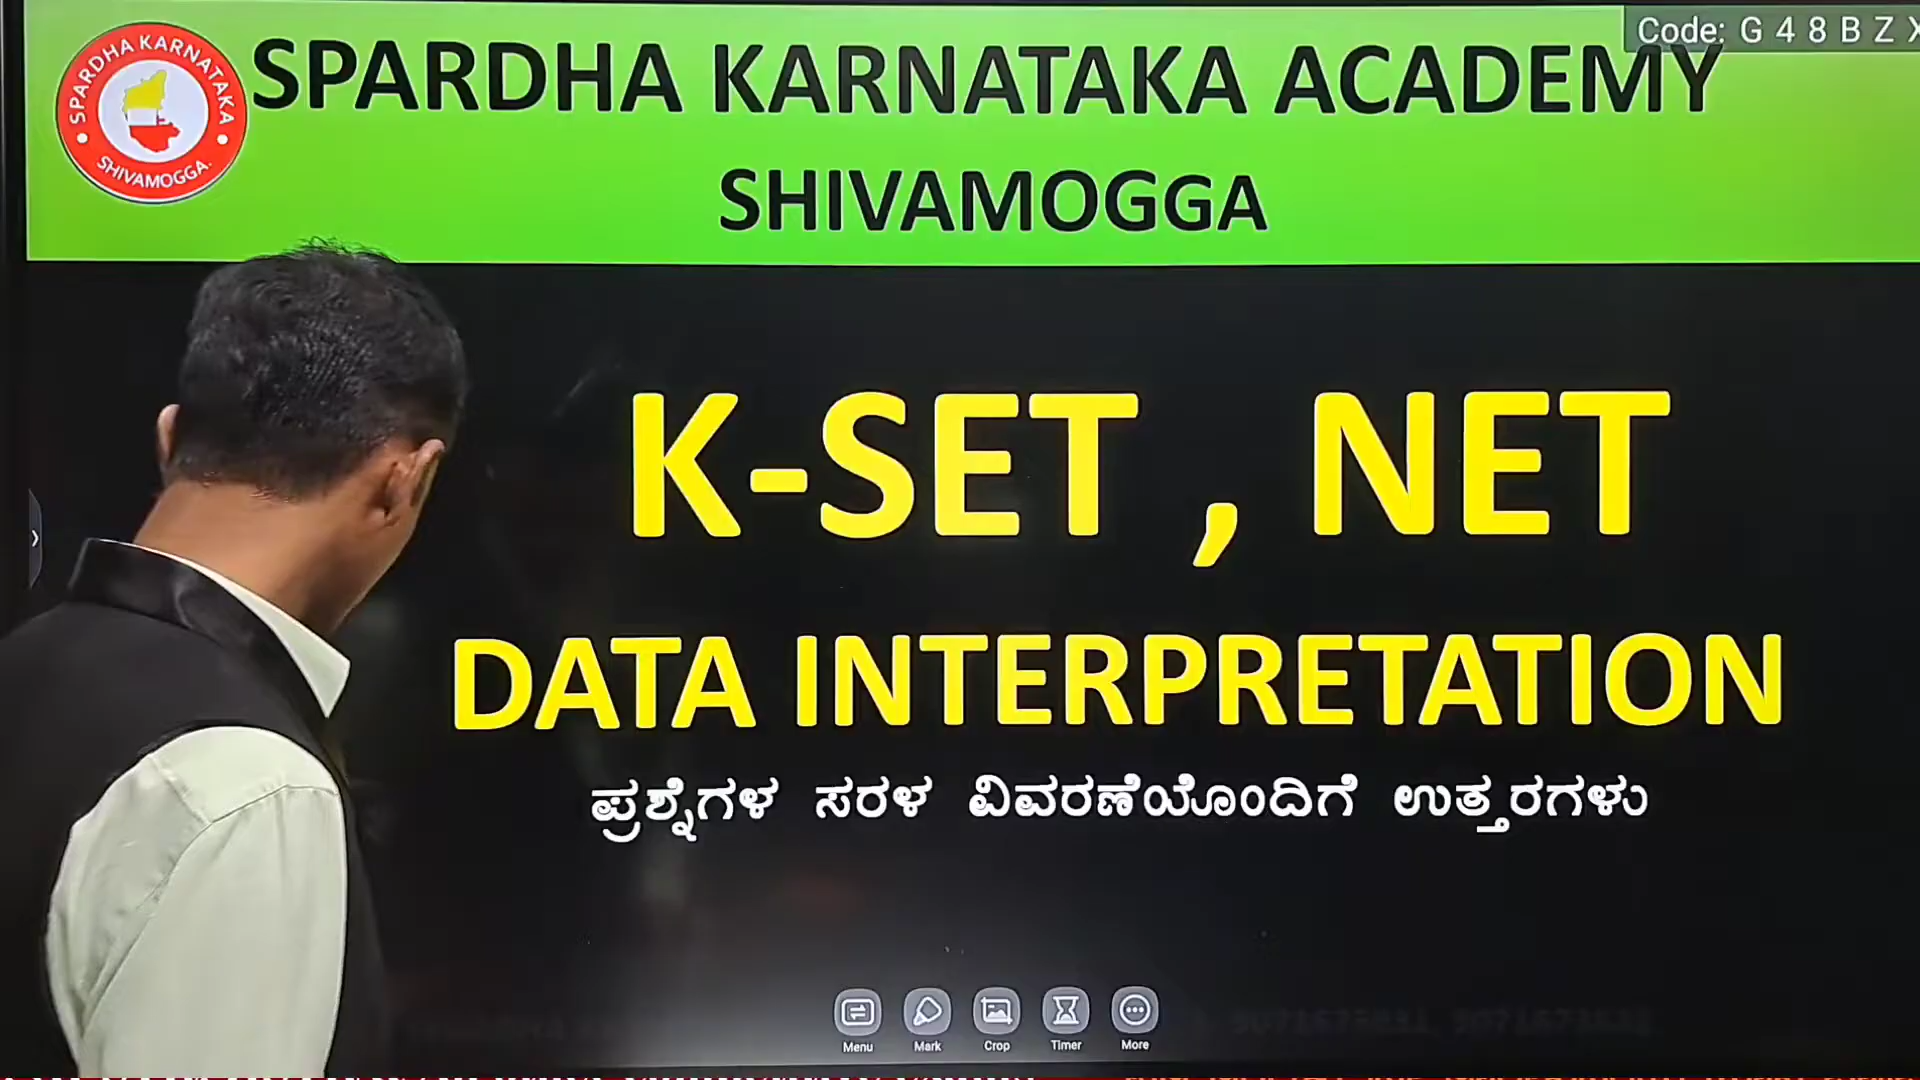 Code: G 4 8 B Z X
SPARDHA KARNATAKA ACADEMY
SHIVAMOGGA
SPARDHA KARNATAKA
SHIVAMOGGA.
K-SET , NET
DATA INTERPRETATION
ಪ್ರಶ್ನೆಗಳ ಸರಳ ವಿವರಣೆಯೊಂದಿಗೆ ಉತ್ತರಗಳು
Menu Mark Crop Timer More